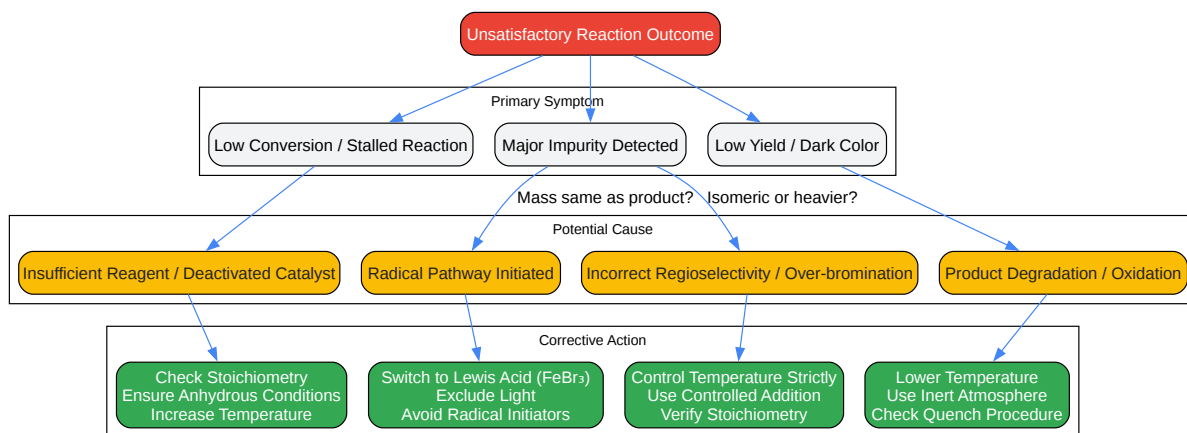 Unsatisfactory Reaction Outcome
Primary Symptom
Low Conversion / Stalled Reaction
Major Impurity Detected
Low Yield / Dark Color
Mass same as product?
Isomeric or heavier?
Potential Cause
Insufficient Reagent / Deactivated Catalyst
Radical Pathway Initiated
Incorrect Regioselectivity / Over-bromination
Product Degradation / Oxidation
Corrective Action
Check Stoichiometry
Ensure Anhydrous Conditions
Increase Temperature
Switch to Lewis Acid (FeBr₃)
Exclude Light
Avoid Radical Initiators
Control Temperature Strictly
Use Controlled Addition
Verify Stoichiometry
Lower Temperature
Use Inert Atmosphere
Check Quench Procedure